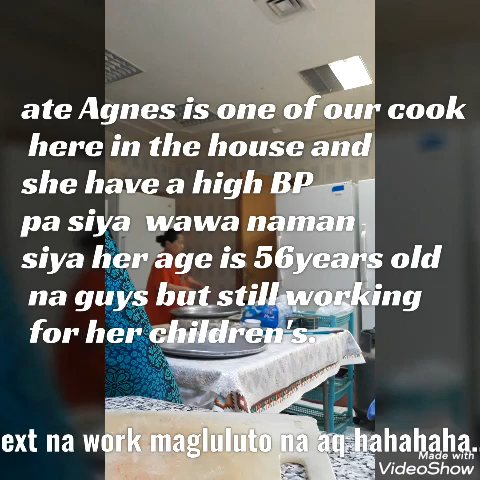 ate Agnes is one of our cook
here in the house and
she have a high BP
pa siya wawa naman
siya her age is 56years old
na guys but still working
for her children's.
ext na work magluluto na aq hahahaha.
Made with
VideoShow